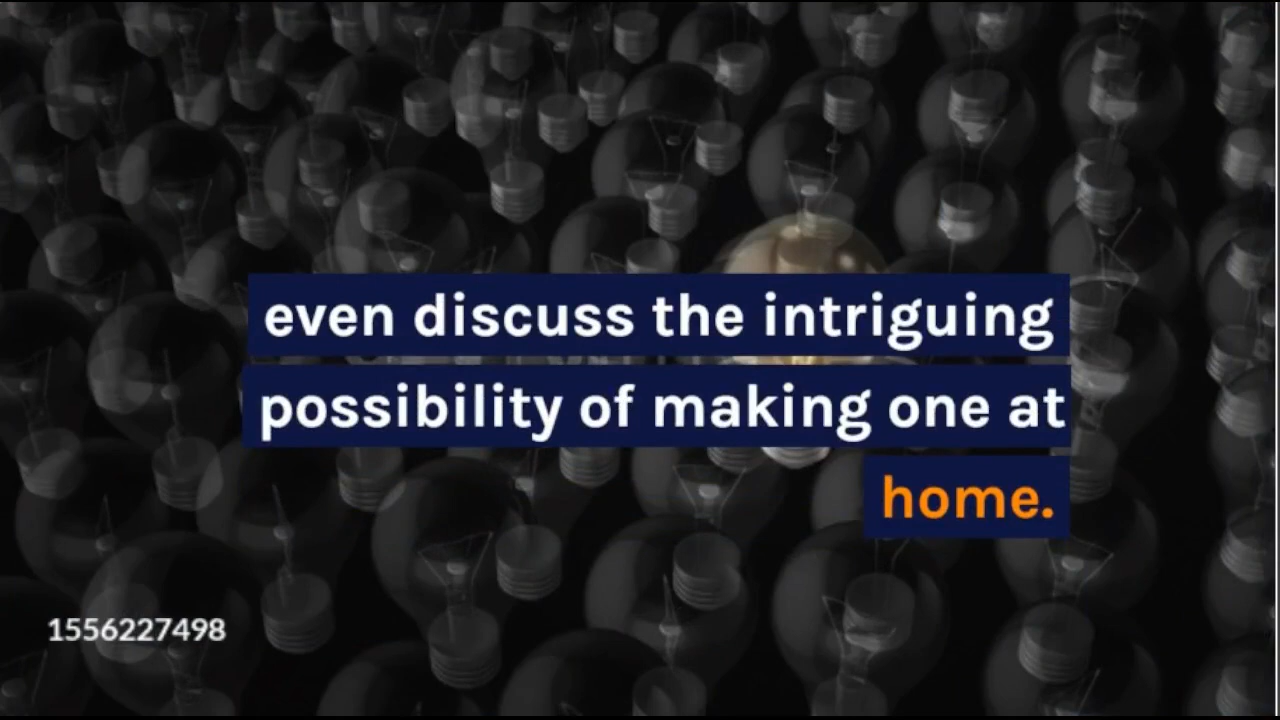 even discuss the intriguing
possibility of making one at
home.
1556227498